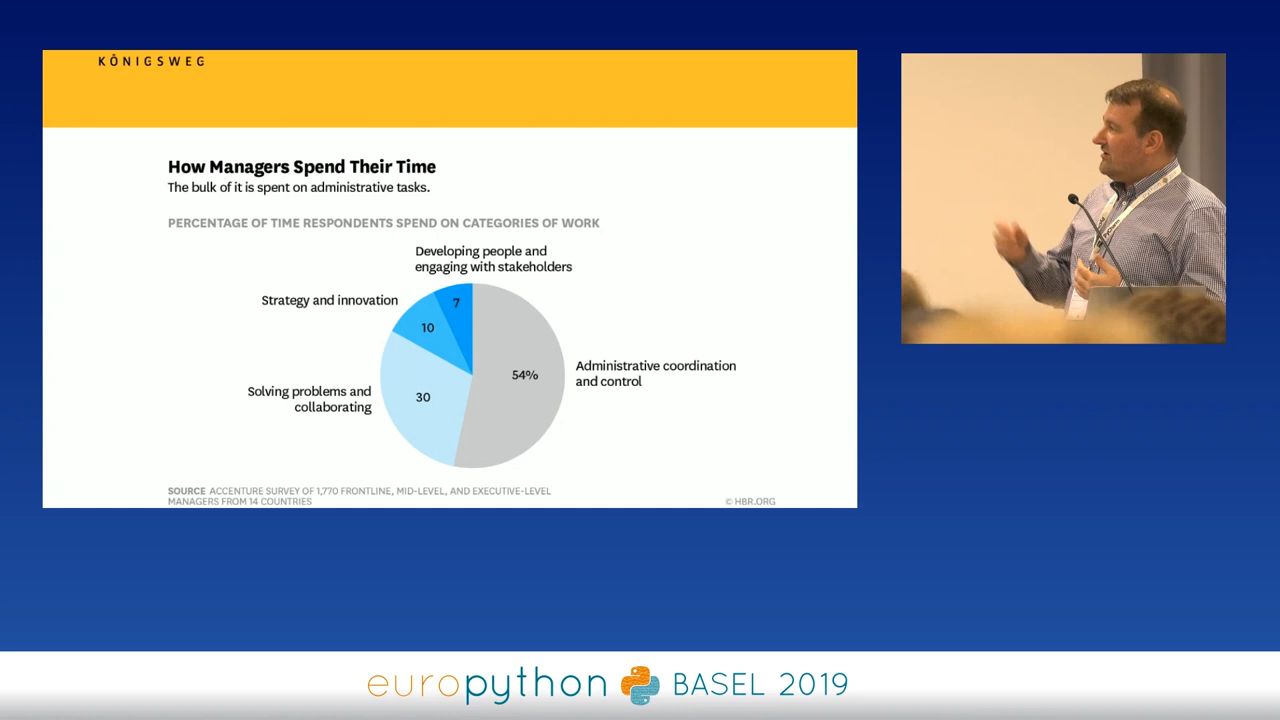 KÖNIGSWEG
How Managers Spend Their Time
The bulk of it is spent on administrative tasks.
PERCENTAGE OF TIME RESPONDENTS SPEND ON CATEGORIES OF WORK
Developing people and
engaging with stakeholders
Strategy and innovation
7
10
Administrative coordination
and control
54%
Solving problems and
collaborating
30
SOURCE ACCENTURE SURVEY OF 1,770 FRONTLINE, MID-LEVEL, AND EXECUTIVE-LEVEL
MANAGERS FROM 14 COUNTRIES
© HBR.ORG
europython BASEL 2019